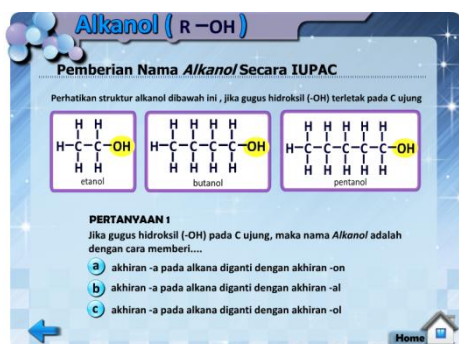 Alkanol ( R –OH )
Pemberian Nama Alkanol Secara IUPAC
Perhatikan struktur alkanol dibawah ini , jika gugus hidroksil (-OH) terletak pada C ujung
H H
H–C–C–OH
H H
etanol
H H H H
H–C–C–C–C–OH
H H H H
butanol
H H H H H
H–C–C–C–C–C–OH
H H H H H
pentanol
PERTANYAAN 1
Jika gugus hidroksil (-OH) pada C ujung, maka nama Alkanol adalah
dengan cara memberi....
a akhiran -a pada alkana diganti dengan akhiran -on
b akhiran -a pada alkana diganti dengan akhiran -al
c akhiran -a pada alkana diganti dengan akhiran -ol
Home